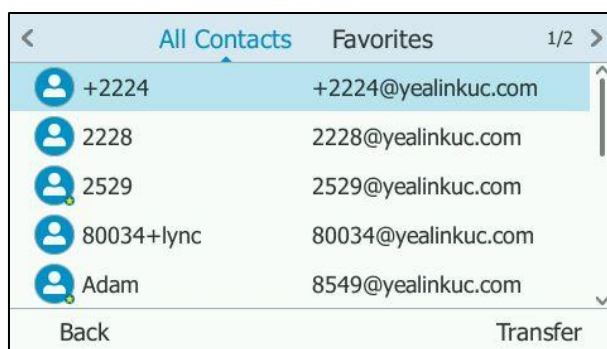 All Contacts Favorites 1/2
+2224 +2224@yealinkuc.com
2228 2228@yealinkuc.com
2529 2529@yealinkuc.com
80034+lync 80034@yealinkuc.com
Adam 8549@yealinkuc.com
Back Transfer